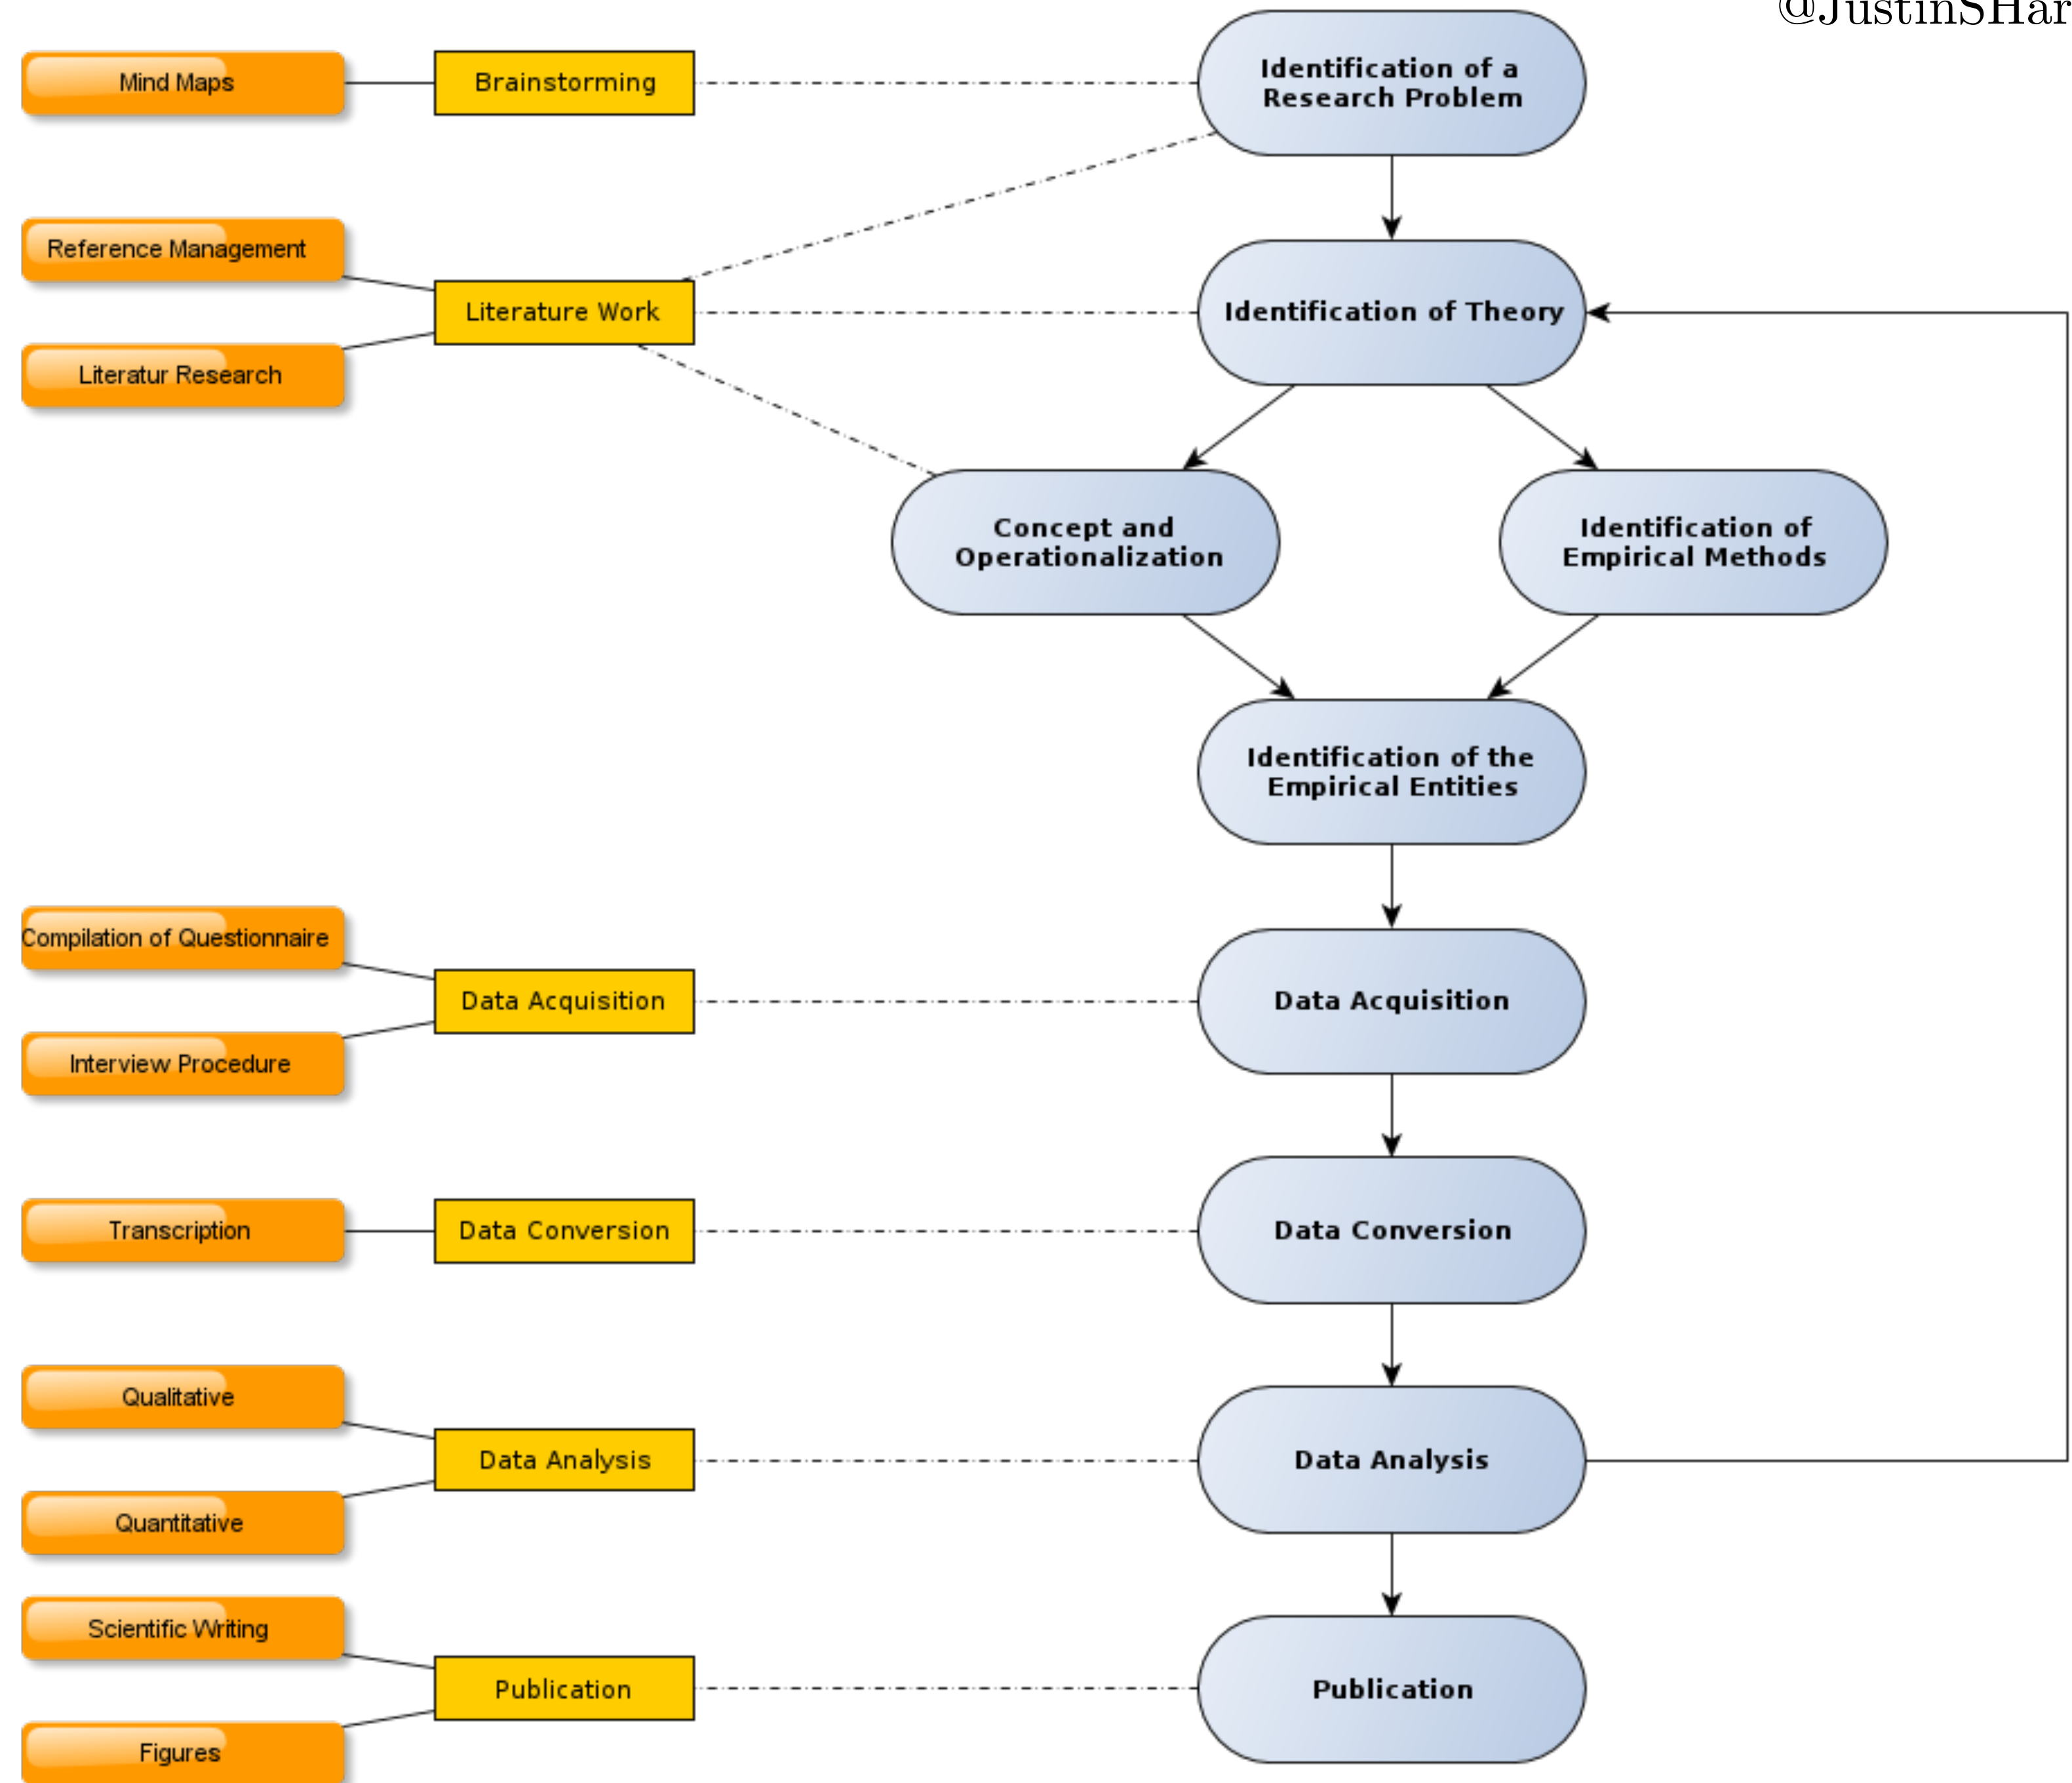 @JustinSHar
Mind Maps
Brainstorming
Identification of a
Research Problem
Reference Management
Literature Work
Identification of Theory
Literatur Research
Concept and
Operationalization
Identification of
Empirical Methods
Identification of the
Empirical Entities
Compilation of Questionnaire
Data Acquisition
Data Acquisition
Interview Procedure
Transcription
Data Conversion
Data Conversion
Qualitative
Data Analysis
Data Analysis
Quantitative
Scientific Writing
Publication
Publication
Figures